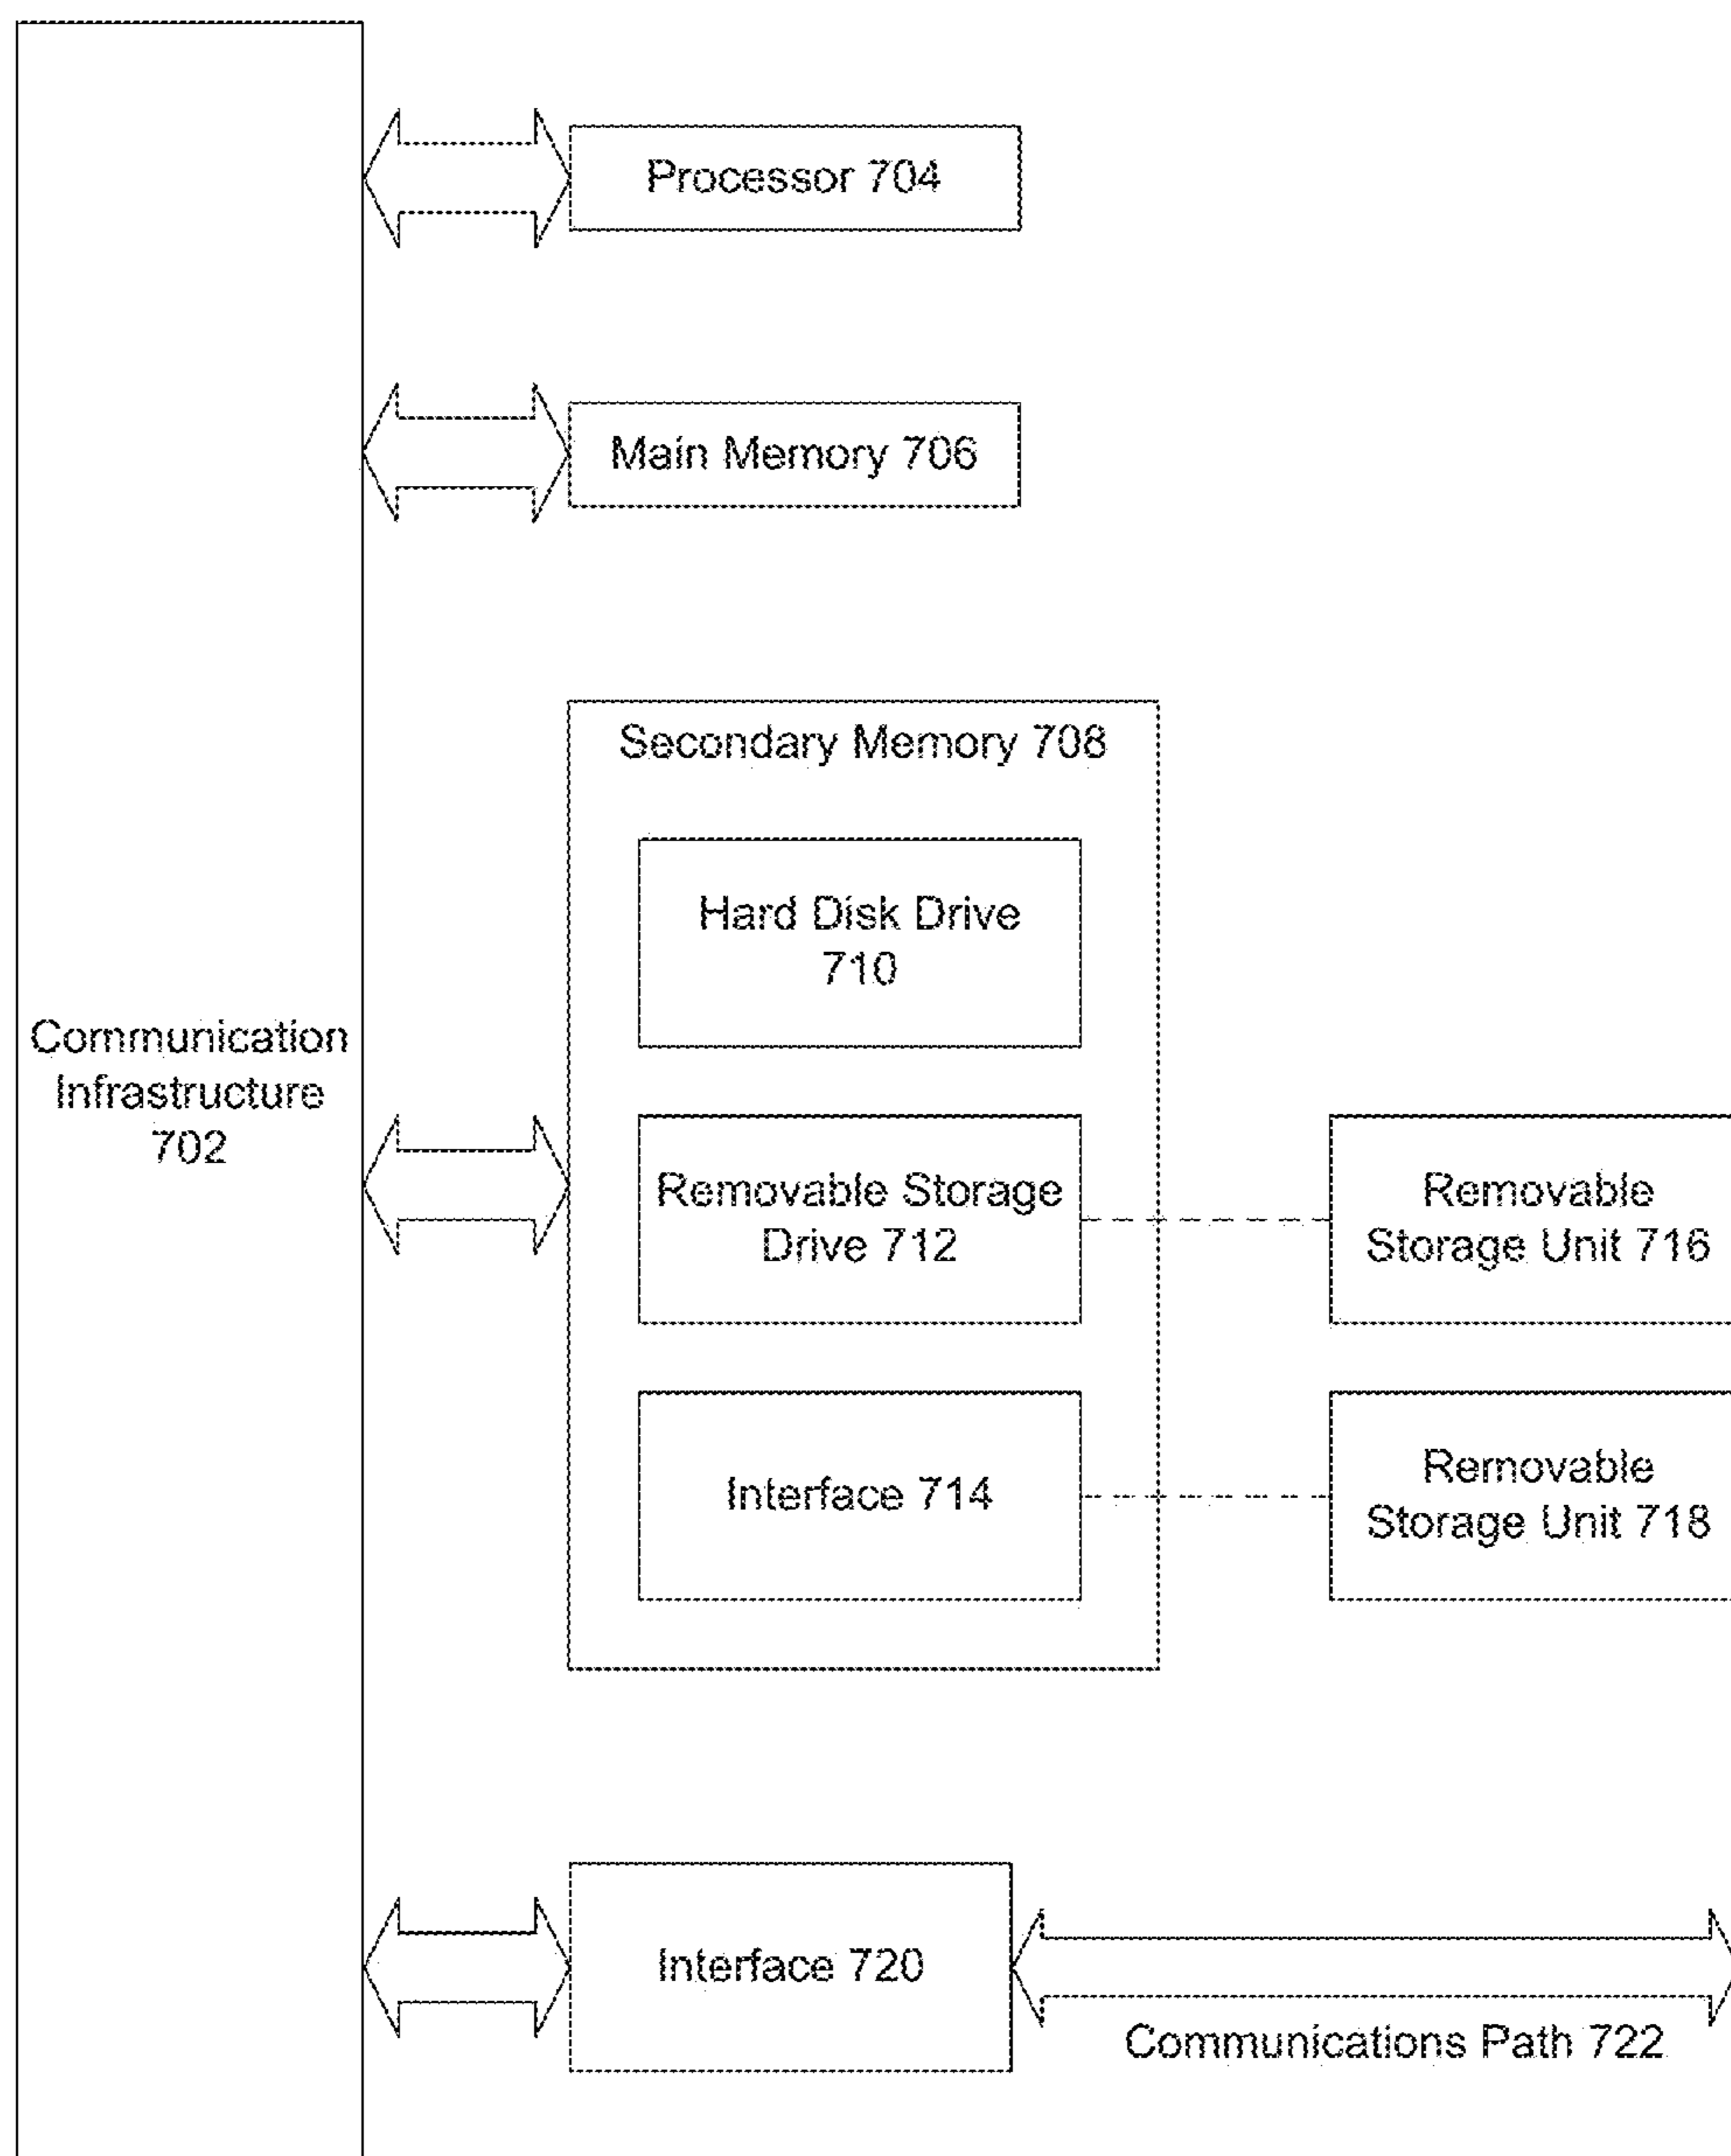 Processor 704
Main Memory 706
Secondary Memory 708
Hard Disk Drive
710
Communication
Infrastructure
702
Removable Storage
Drive 712
Removable
Storage Unit 716
Interface 714
Removable
Storage Unit 718
Interface 720
Communications Path 722